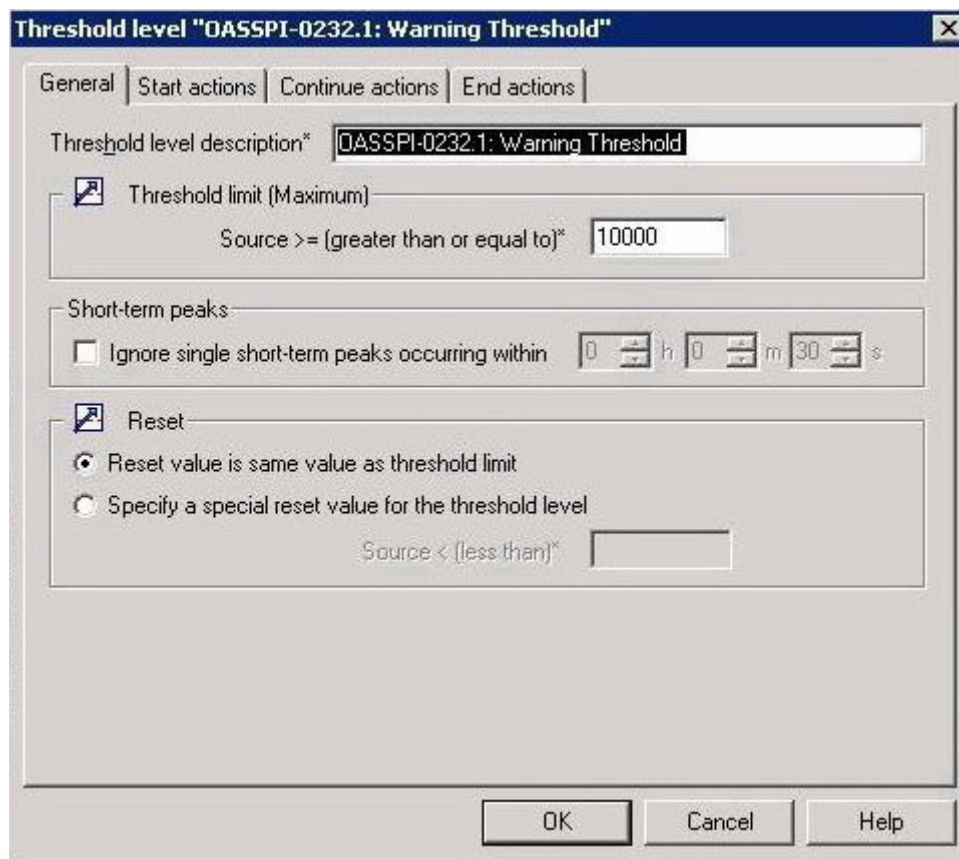 Threshold level "OASSPI-0232.1: Warning Threshold"
General Start actions Continue actions End actions
Threshold level description* OASSPI-0232.1: Warning Threshold
Threshold limit (Maximum)
Source >= (greater than or equal to)* 10000
Short-term peaks
Ignore single short-term peaks occurring within 0 h 0 m 30 s
Reset
Reset value is same value as threshold limit
Specify a special reset value for the threshold level
Source < (less than)*
OK Cancel Help